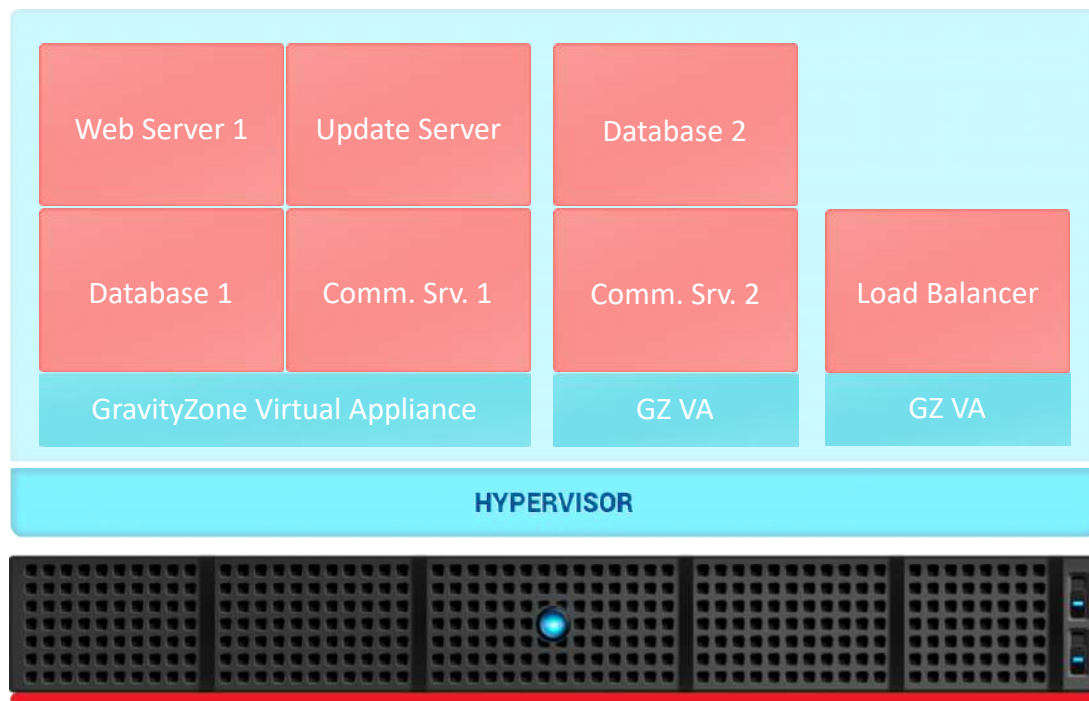 Web Server 1
Update Server
Database 2
Database 1
Comm. Srv. 1
Comm. Srv. 2
Load Balancer
GravityZone Virtual Appliance
GZ VA
GZ VA
HYPERVISOR